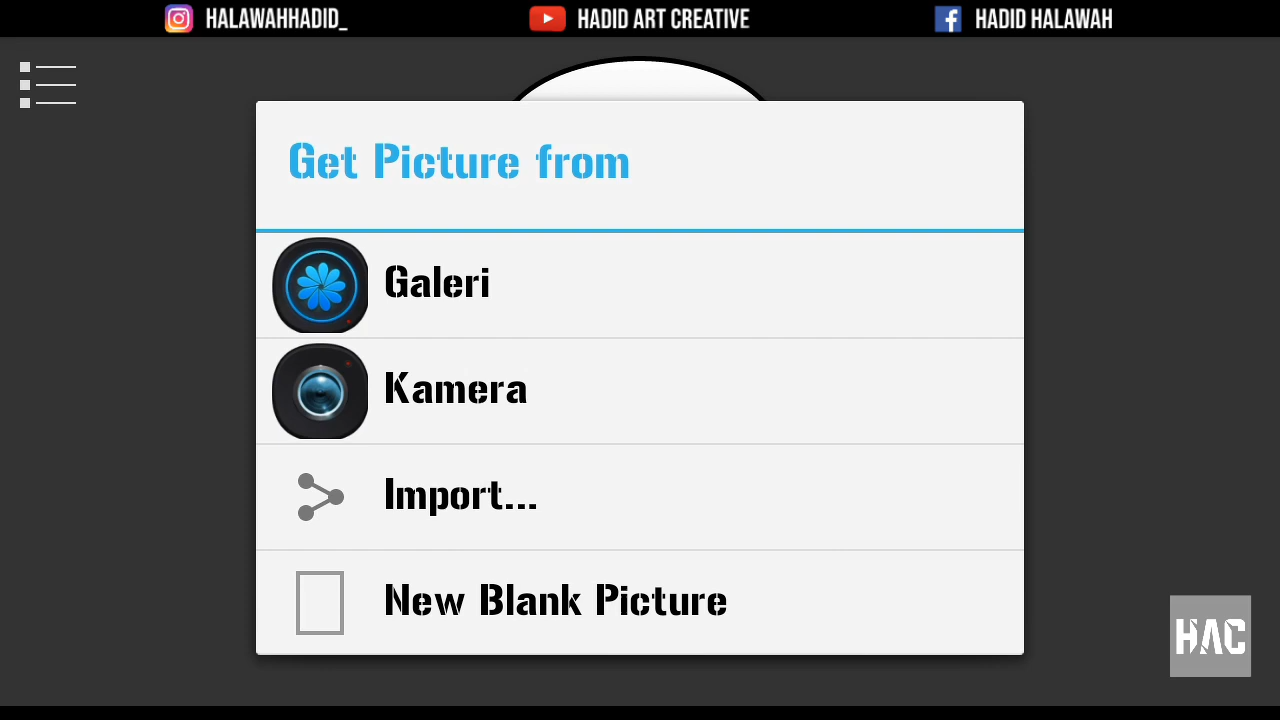 HALAWAHHADID_ HADID ART CREATIVE HADID HALAWAH
Get Picture from
Galeri
Kamera
Import...
New Blank Picture
HAC